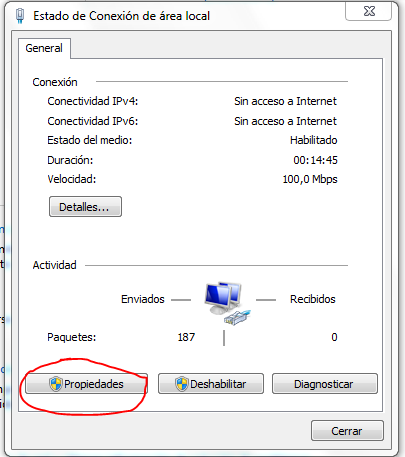 Estado de Conexión de área local
General
Conexión
Conectividad IPv4: Sin acceso a Internet
Conectividad IPv6: Sin acceso a Internet
Estado del medio: Habilitado
Duración: 00:14:45
Velocidad: 100,0 Mbps
Detalles...
Actividad
Enviados Recibidos
Paquetes: 187 0
Propiedades Deshabilitar Diagnosticar
Cerrar